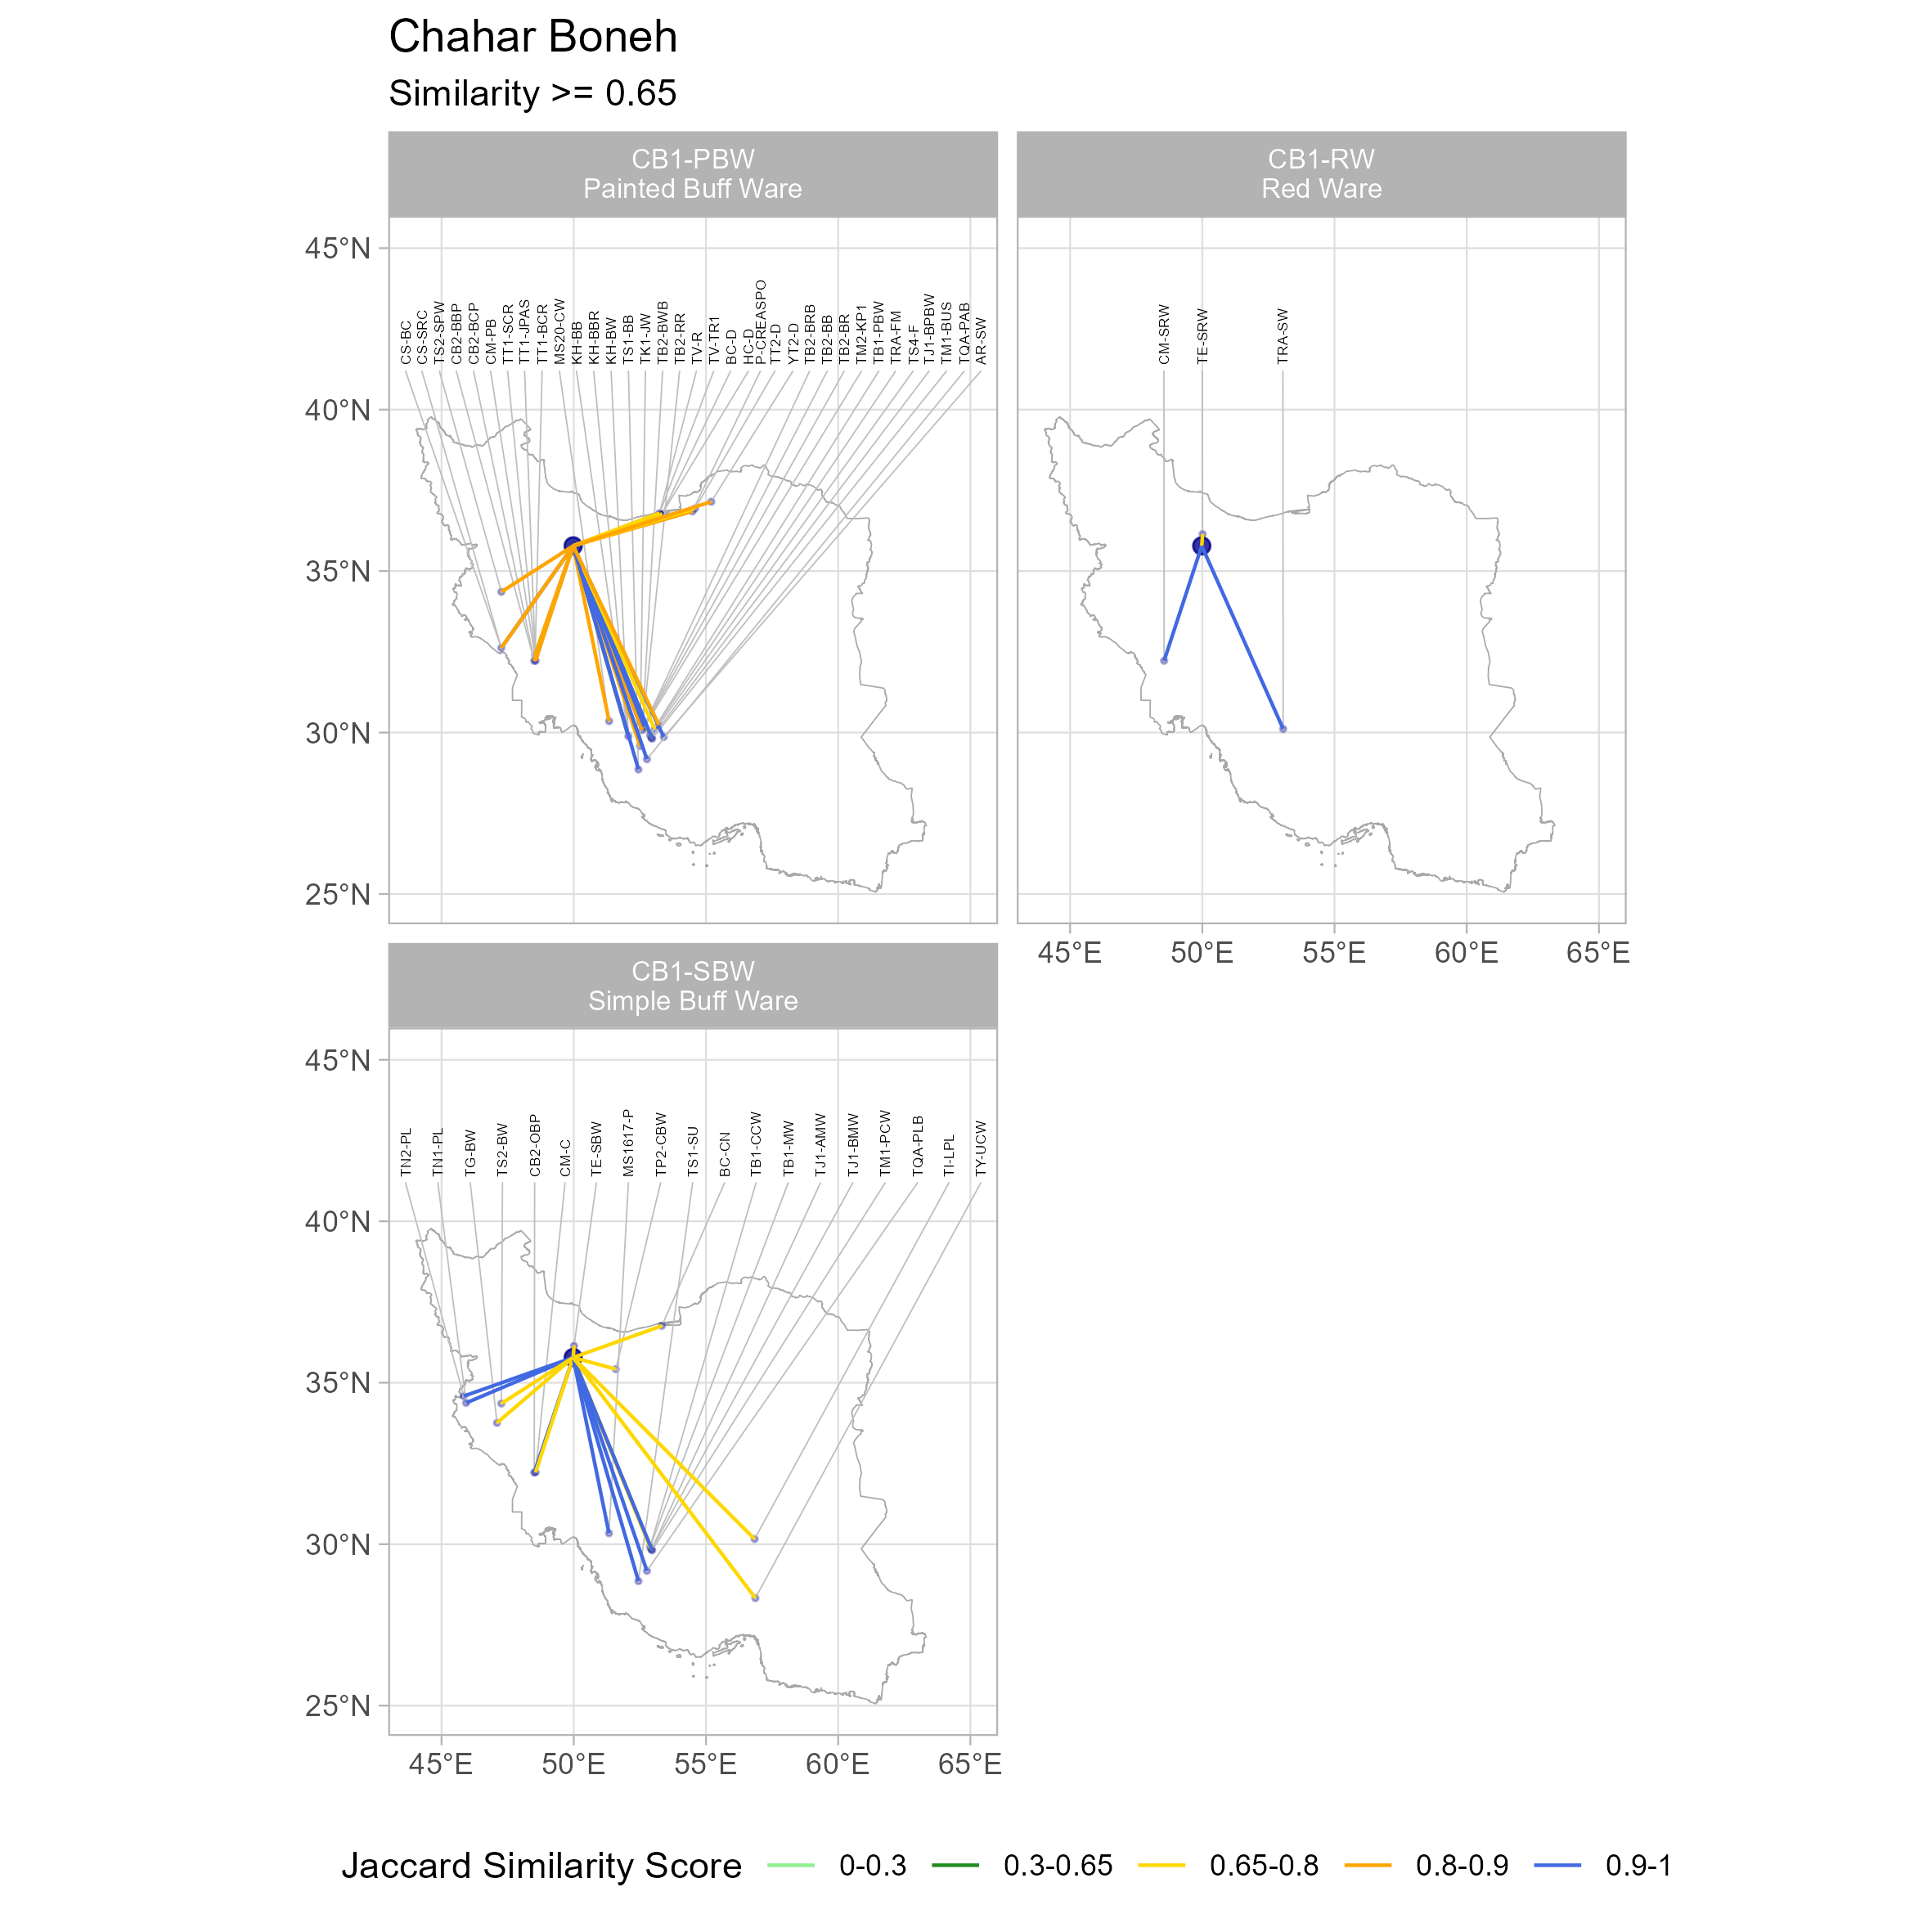 Chahar Boneh
Similarity >= 0.65
CB1-PBW
Painted Buff Ware
CB1-RW
Red Ware
45°N
40°N
35°N
30°N
25°N
CS-BC
CS-SRC
TS2-SPW
CB2-BBP
CB2-BCP
CM-PB
TT1-SCR
TT1-JPAS
TT1-BCR
MS20-CW
KH-BB
KH-BBR
KH-BW
TS1-BB
TK1-JW
TB2-BWB
TB2-RR
TV-R
TV-TR1
BC-D
HC-D
P-CREASPO
TT2-D
YT2-D
TB2-BRB
TB2-BB
TB2-BR
TM2-KP1
TB1-PBW
TRA-FM
TS4-F
TJ1-BPBW
TM1-BUS
TQA-PAB
AR-SW
CM-SRW
TE-SRW
TRA-SW
45°E
50°E
55°E
60°E
65°E
CB1-SBW
Simple Buff Ware
45°N
40°N
35°N
30°N
25°N
TN2-PL
TN1-PL
TG-BW
TS2-BW
CB2-OBP
CM-C
TE-SBW
MS1617-P
TP2-CBW
TS1-SU
BC-CN
TB1-CCW
TB1-MW
TJ1-AMW
TJ1-BMW
TM1-PCW
TQA-PLB
TI-LPL
TY-UCW
45°E
50°E
55°E
60°E
65°E
Jaccard Similarity Score
0-0.3
0.3-0.65
0.65-0.8
0.8-0.9
0.9-1